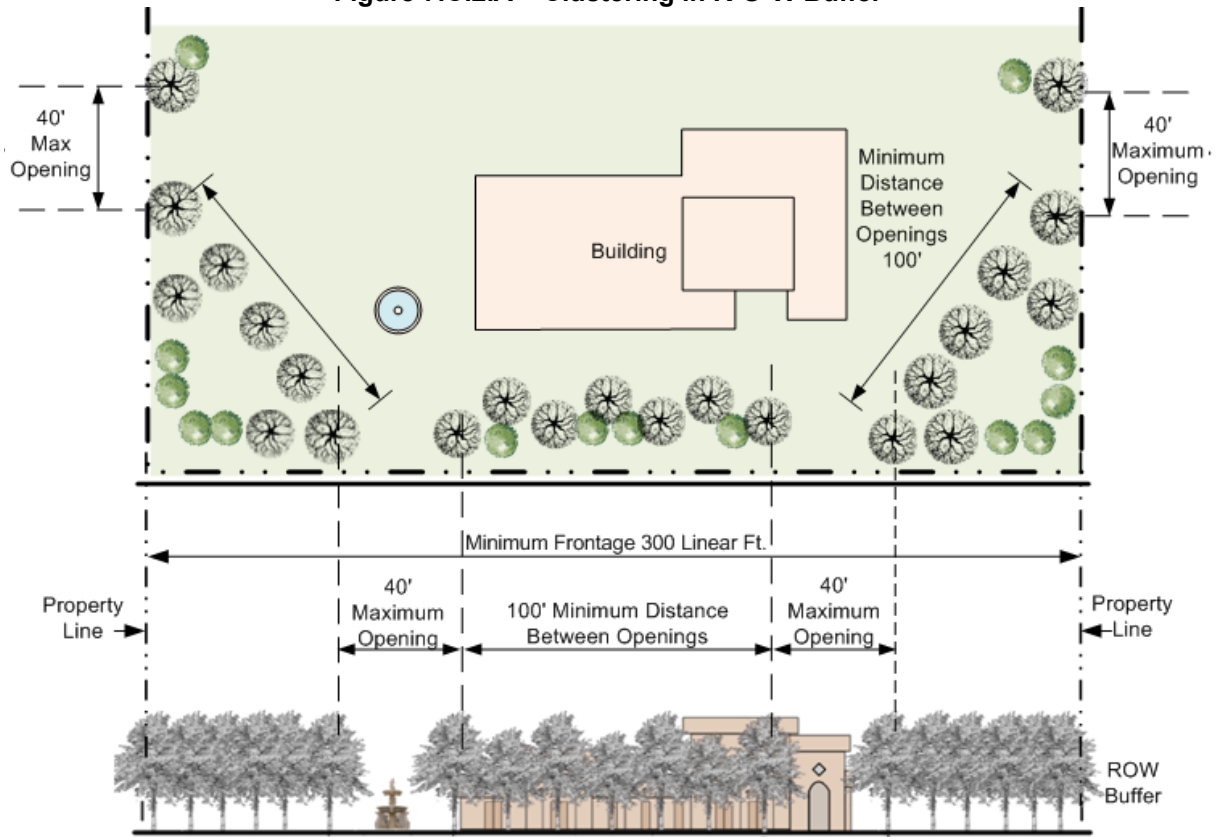 40'
Max
Opening
Building
Minimum
Distance
Between
Openings
100'
40'
Maximum
Opening
Minimum Frontage 300 Linear Ft.
Property
Line
40'
Maximum
Opening
100' Minimum Distance
Between Openings
40'
Maximum
Opening
Property
Line
ROW
Buffer